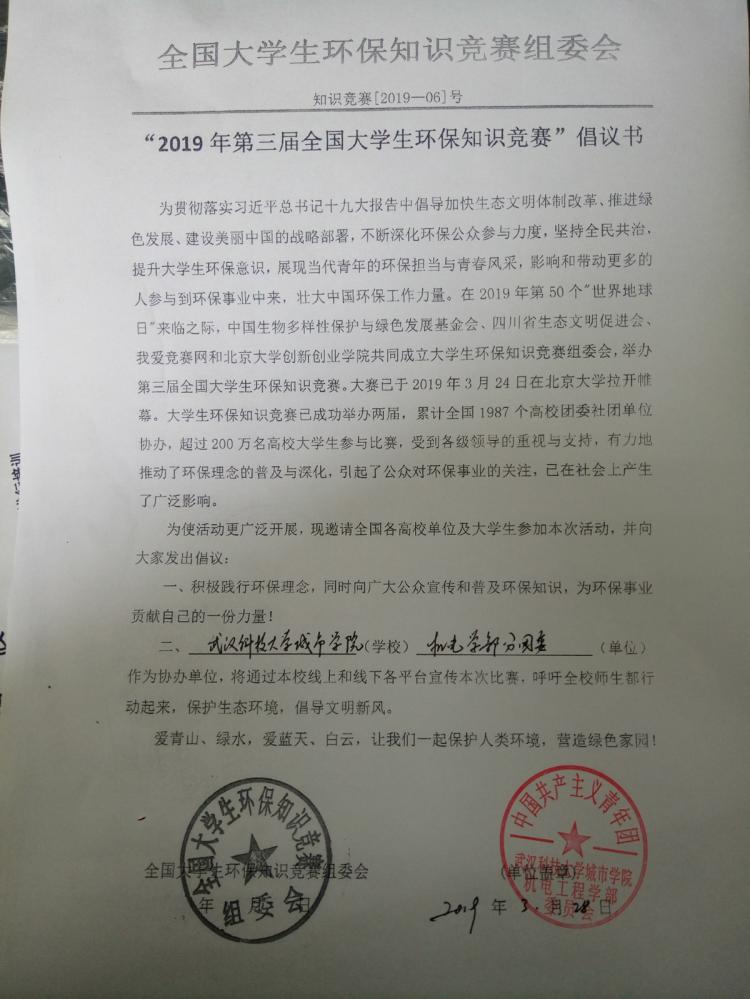 全国大学生环保知识竞赛组委会
知识竞赛[2019—06]号
“2019 年第三届全国大学生环保知识竞赛”倡议书
为贯彻落实习近平总书记十九大报告中倡导加快生态文明体制改革、推进绿
色发展、建设美丽中国的战略部署，不断深化环保公众参与力度，坚持全民共治，
提升大学生环保意识，展现当代青年的环保担当与青春风采，影响和带动更多的
人参与到环保事业中来，壮大中国环保工作力量。在 2019 年第 50 个"世界地球
日"来临之际，中国生物多样性保护与绿色发展基金会、四川省生态文明促进会、
我爱竞赛网和北京大学创新创业学院共同成立大学生环保知识竞赛组委会，举办
第三届全国大学生环保知识竞赛。大赛已于 2019 年 3 月 24 日在北京大学拉开帷
幕。大学生环保知识竞赛已成功举办两届，累计全国 1987 个高校团委社团单位
协办，超过 200 万名高校大学生参与比赛，受到各级领导的重视与支持，有力地
推动了环保理念的普及与深化，引起了公众对环保事业的关注，已在社会上产生
了广泛影响。
为使活动更广泛开展，现邀请全国各高校单位及大学生参加本次活动，并向
大家发出倡议：
一、积极践行环保理念，同时向广大公众宣传和普及环保知识，为环保事业
贡献自己的一份力量！
二、武汉科技大学城市学院（学校）机电学部分团委（单位）
作为协办单位，将通过本校线上和线下各平台宣传本次比赛，呼吁全校师生都行
动起来，保护生态环境，倡导文明新风。
爱青山、绿水，爱蓝天、白云，让我们一起保护人类环境，营造绿色家园！
全国大学生环保知识竞赛组委会
年 月 日
全国大学生环保知识竞赛
组委会
（单位盖章）
2019 年 3 月 28 日
中国共产主义青年团
武汉科技大学城市学院
机电工程学部
委员会